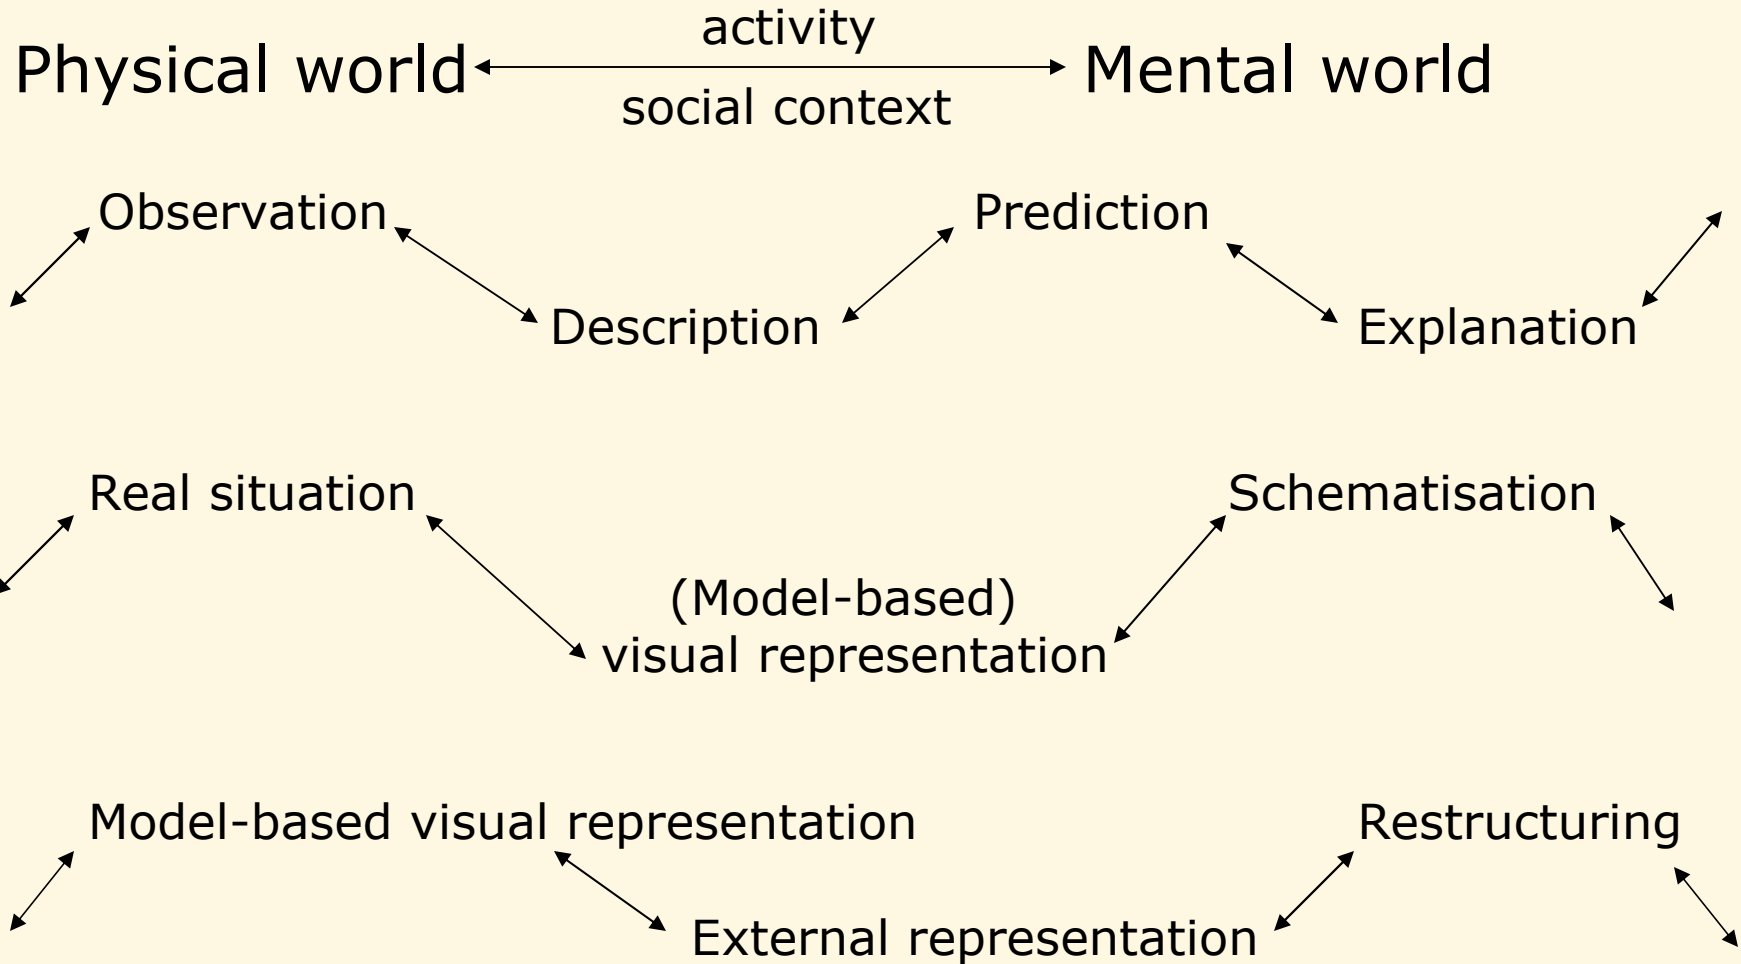 activity
Physical world Mental world
social context
Observation Prediction
Description Explanation
Real situation Schematisation
(Model-based)
visual representation
Model-based visual representation Restructuring
External representation